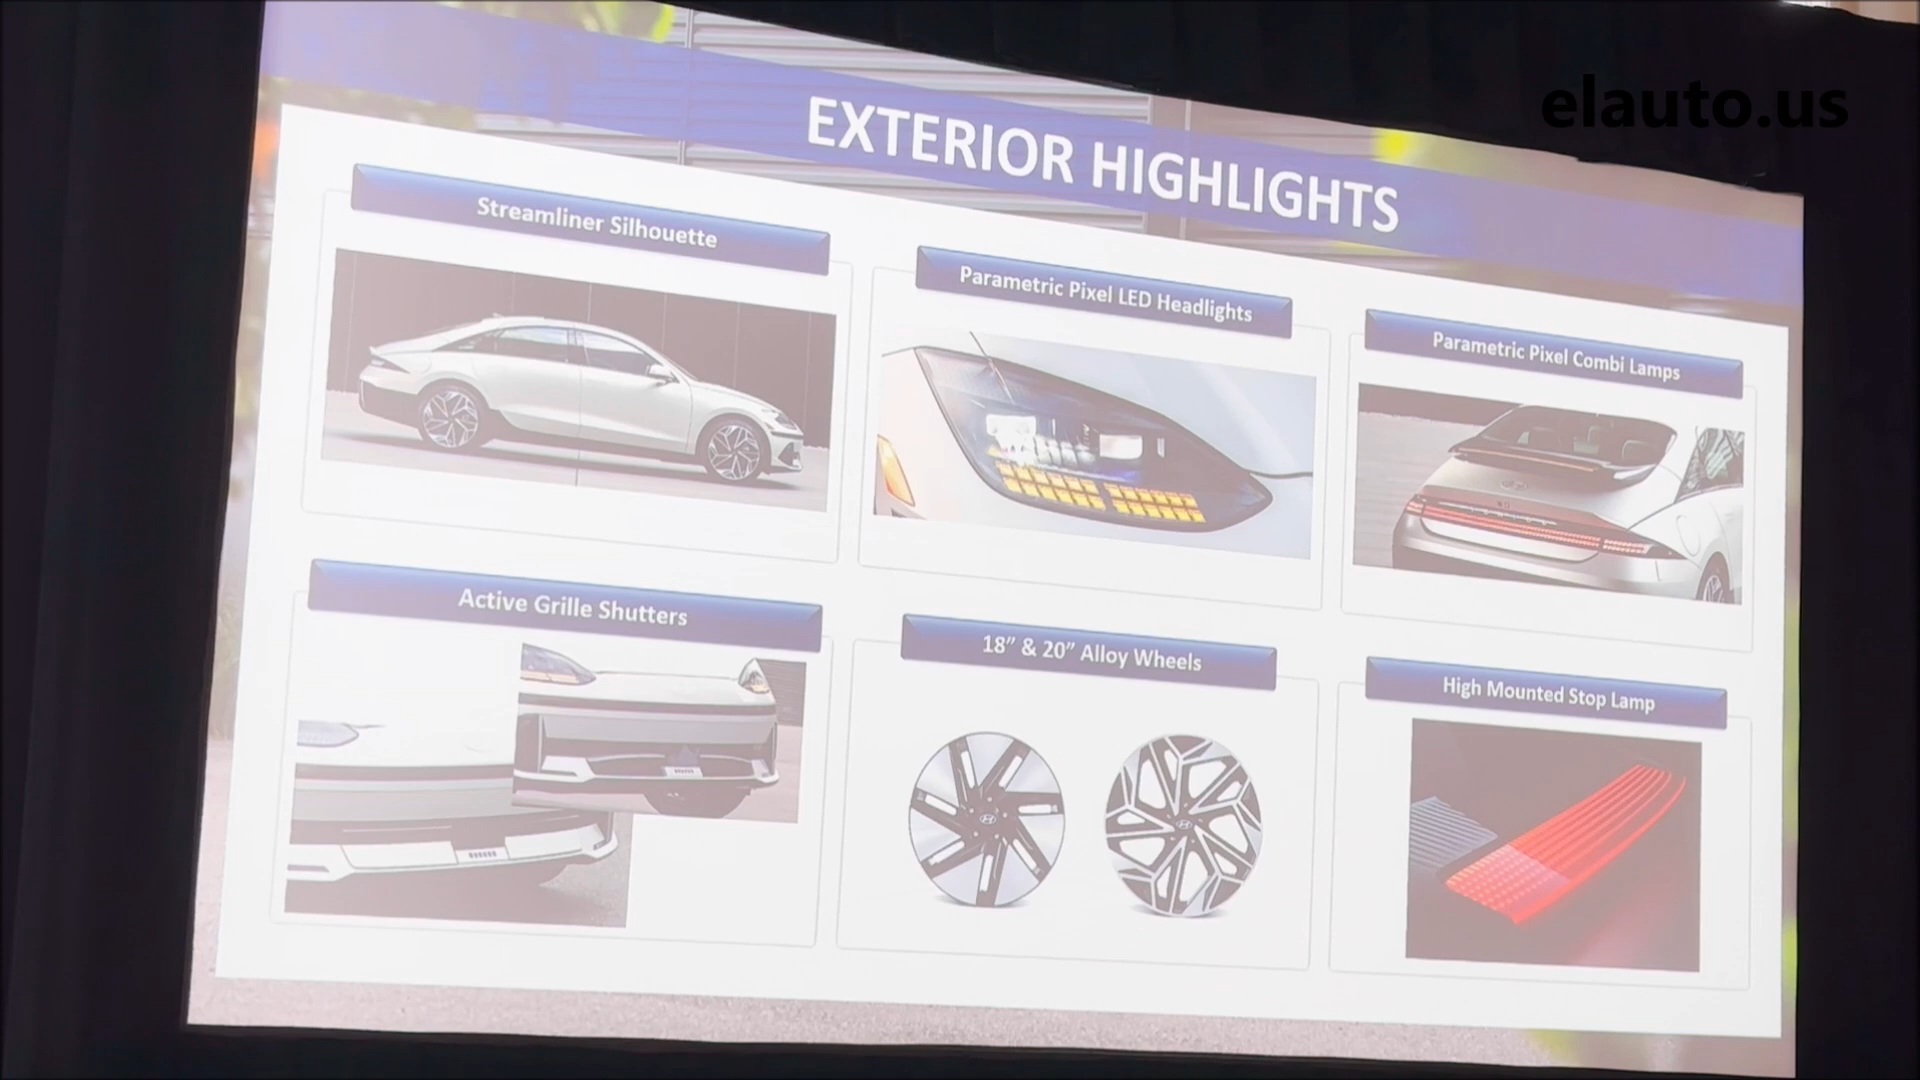 elauto.us
EXTERIOR HIGHLIGHTS
Streamliner Silhouette
Parametric Pixel LED Headlights
Parametric Pixel Combi Lamps
Active Grille Shutters
18” & 20” Alloy Wheels
High Mounted Stop Lamp